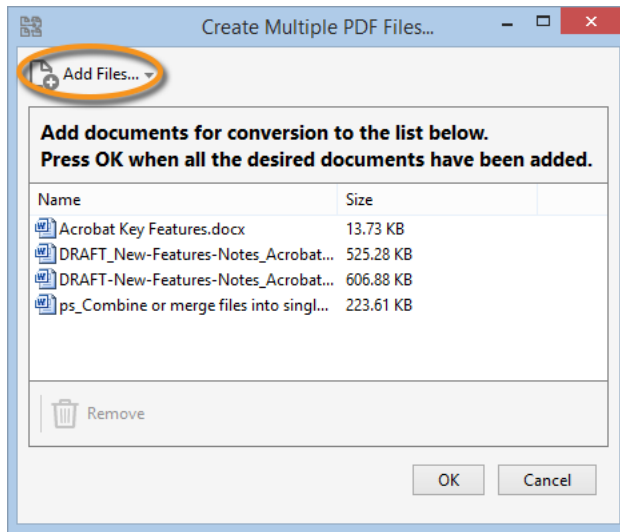 Create Multiple PDF Files...
Add Files...
Add documents for conversion to the list below.
Press OK when all the desired documents have been added.
Name Size
Acrobat Key Features.docx 13.73 KB
DRAFT_New-Features-Notes_Acrobat... 525.28 KB
DRAFT-New-Features-Notes_Acrobat... 606.88 KB
ps_Combine or merge files into singl... 223.61 KB
Remove
OK Cancel